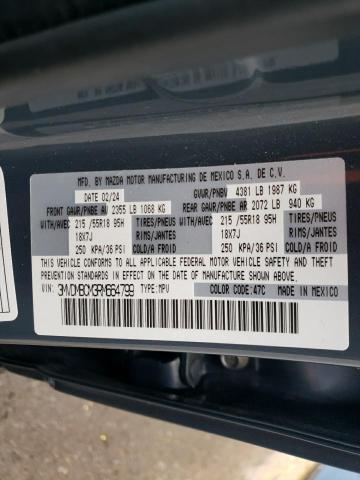 MFD. BY MAZDA MOTOR MANUFACTURING DE MEXICO S.A. DE C.V.
DATE 02/24 GVWR/PNBV 4381 LB 1987 KG
FRONT GAWR/PNBE AV 2355 LB 1068 KG REAR GAWR/PNBE AR 2072 LB 940 KG
WITH/AVEC 215 /55R18 95H TIRES/PNEUS WITH/AVEC 215 /55R18 95H TIRES/PNEUS
18X7J RIMS/JANTES 18X7J RIMS/JANTES
250 KPA/36 PSI COLD/A FROID 250 KPA/36 PSI COLD/A FROID
THIS VEHICLE CONFORMS TO ALL APPLICABLE FEDERAL MOTOR VEHICLE SAFETY, BUMPER, AND THEFT
PREVENTION STANDARDS IN EFFECT ON THE DATE OF MANUFACTURE SHOWN ABOVE.
VIN: 3MVDMBCM3RM664799 TYPE: MPV COLOR CODE: 47C MADE IN MEXICO